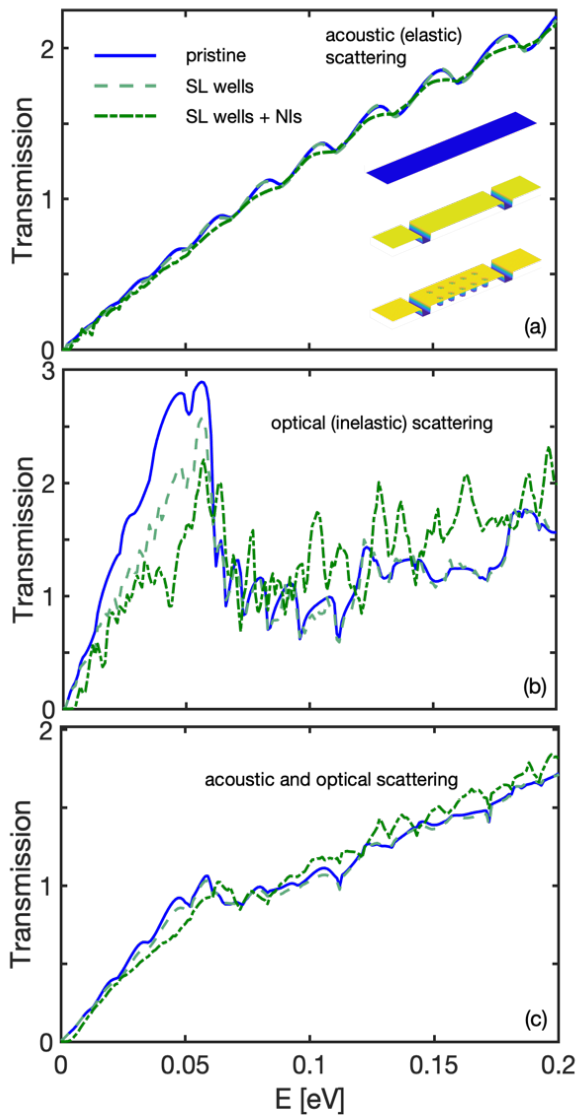 2
acoustic (elastic)
scattering
pristine
SL wells
SL wells + NIs
Transmission
1
0
(a)
3
optical (inelastic) scattering
2
Transmission
1
0
(b)
2
acoustic and optical scattering
Transmission
1
0
(c)
0
0.05
0.1
0.15
0.2
E [eV]